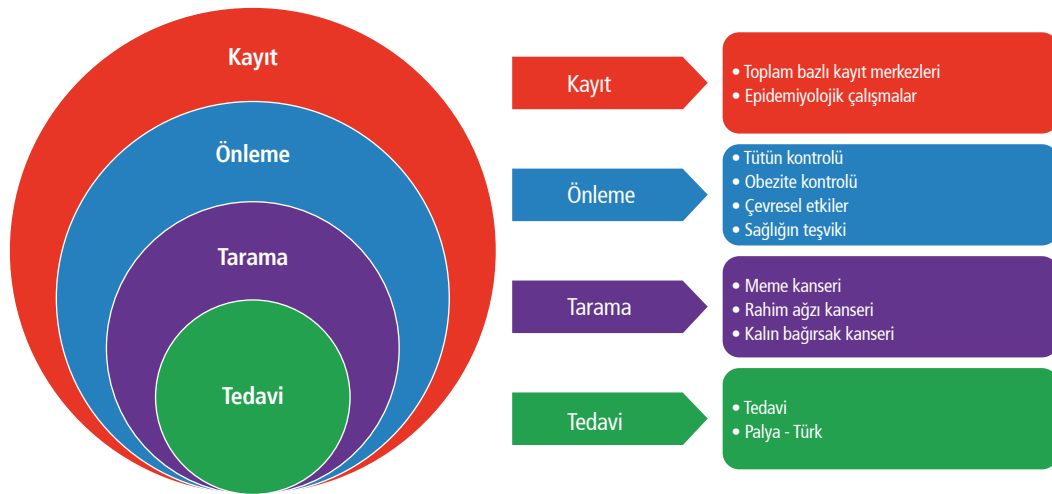 Kayıt
Önleme
Tarama
Tedavi
Kayıt
• Toplam bazlı kayıt merkezleri
• Epidemiyolojik çalışmalar
Önleme
• Tütün kontrolü
• Obezite kontrolü
• Çevresel etkiler
• Sağlığın teşviki
Tarama
• Meme kanseri
• Rahim ağzı kanseri
• Kalın bağırsak kanseri
Tedavi
• Tedavi
• Palya - Türk